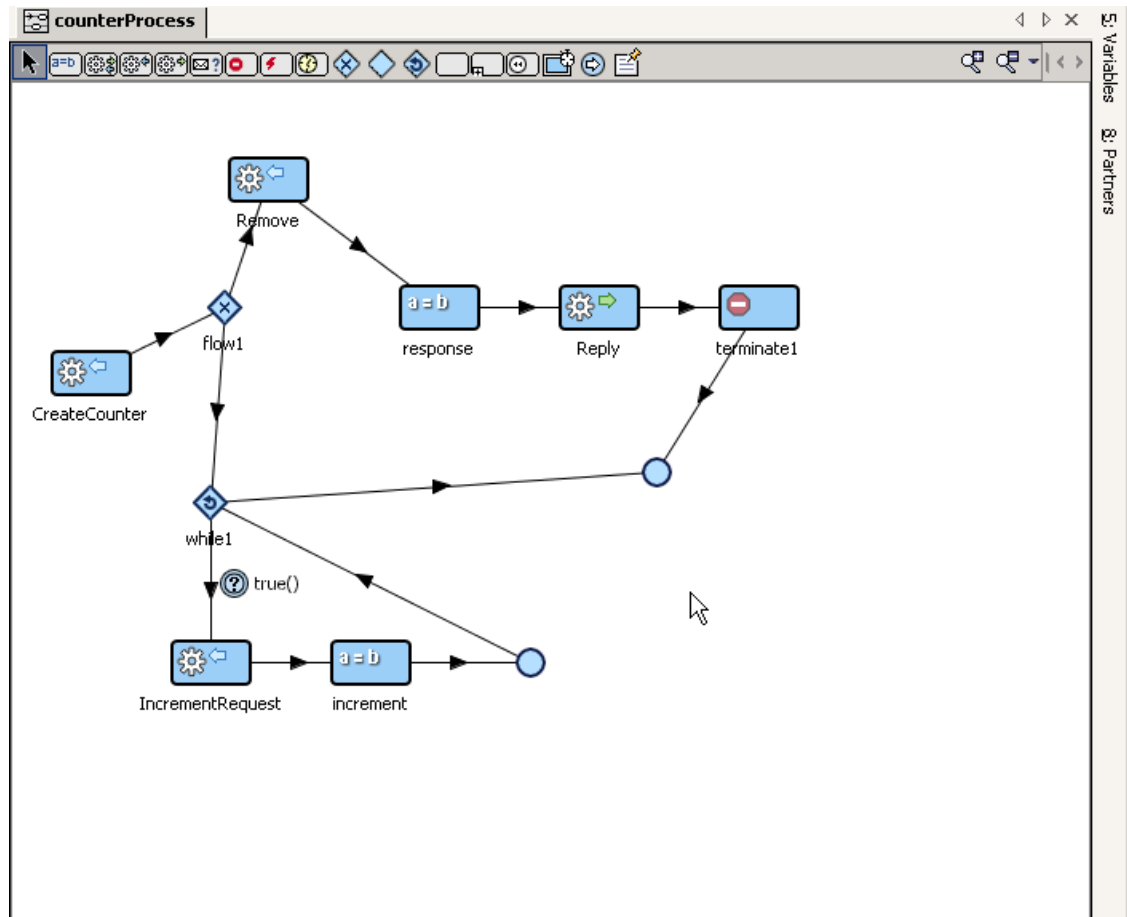 counterProcess
5: Variables
8: Partners
a=b
Remove
flow1
CreateCounter
a = b
response
Reply
terminate1
while1
? true()
a = b
IncrementRequest
increment